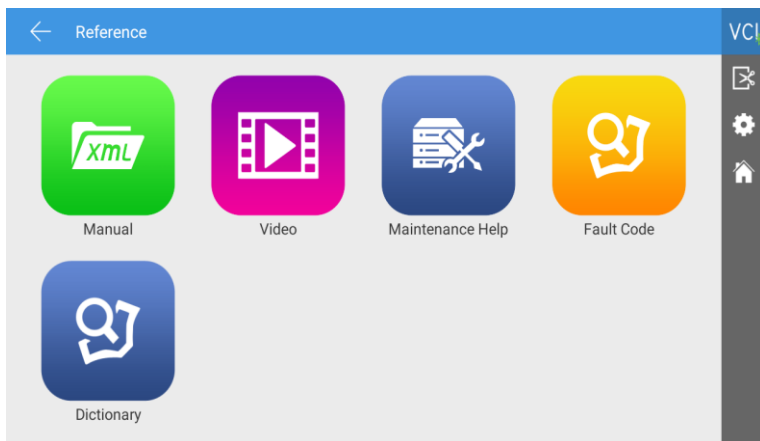 Reference
VCI
XML
Manual
Video
Maintenance Help
Fault Code
Dictionary